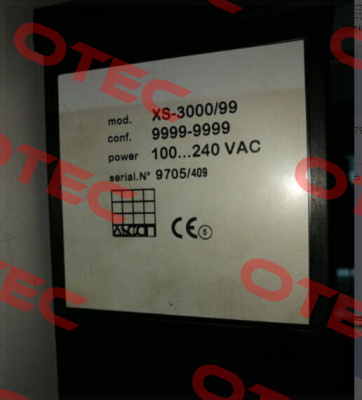 OTEC
mod. XS-3000/99
conf. 9999-9999
power 100...240 VAC
serial.N° 9705/409
ascon
CE 6
OTEC
OTEC
OTEC
OTEC
OTEC